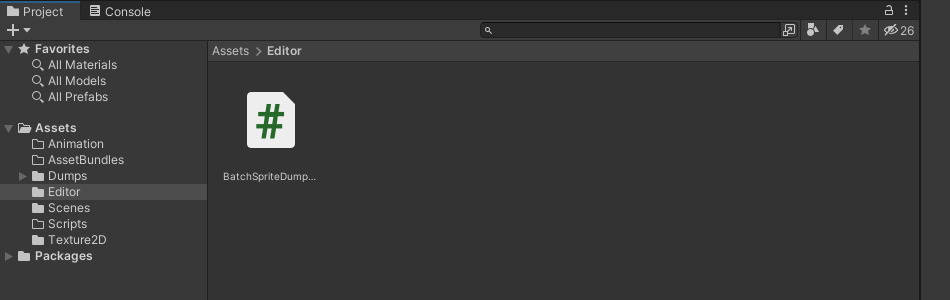 Project
Console
26
Favorites
All Materials
All Models
All Prefabs
Assets
Animation
AssetBundles
Dumps
Editor
Scenes
Scripts
Texture2D
Packages
Assets > Editor
#
BatchSpriteDump...